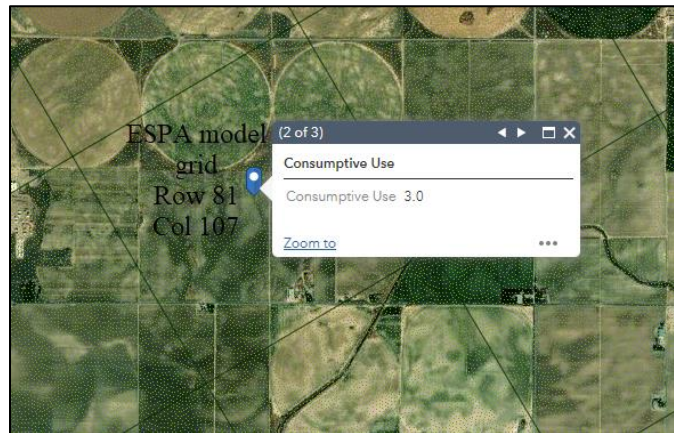 ESPA model
grid
Row 81
Col 107
(2 of 3)
Consumptive Use
Consumptive Use 3.0
Zoom to